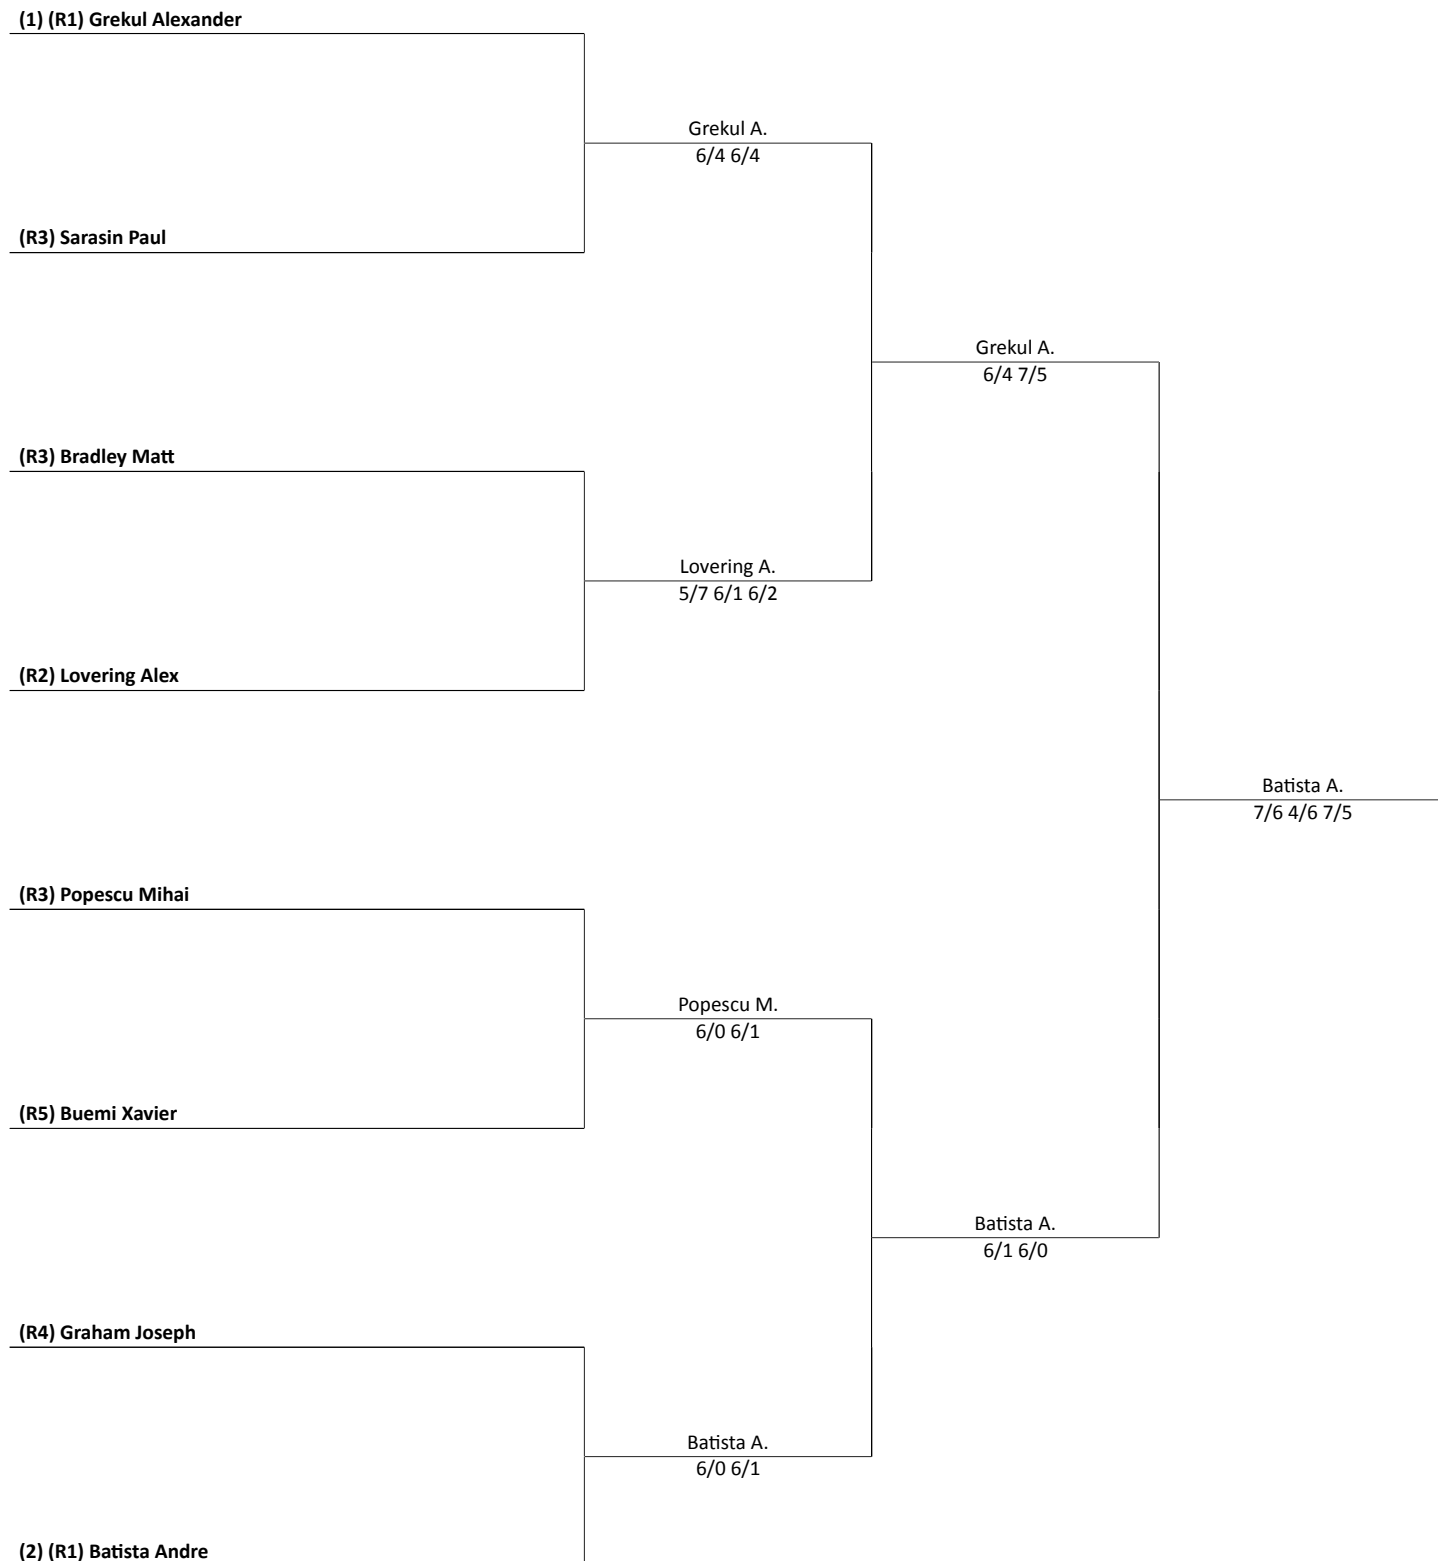 (1) (R1) Grekul Alexander
Grekul A.
6/4 6/4
(R3) Sarasin Paul
Grekul A.
6/4 7/5
(R3) Bradley Matt
Lovering A.
5/7 6/1 6/2
(R2) Lovering Alex
Batista A.
7/6 4/6 7/5
(R3) Popescu Mihai
Popescu M.
6/0 6/1
(R5) Buemi Xavier
Batista A.
6/1 6/0
(R4) Graham Joseph
Batista A.
6/0 6/1
(2) (R1) Batista Andre